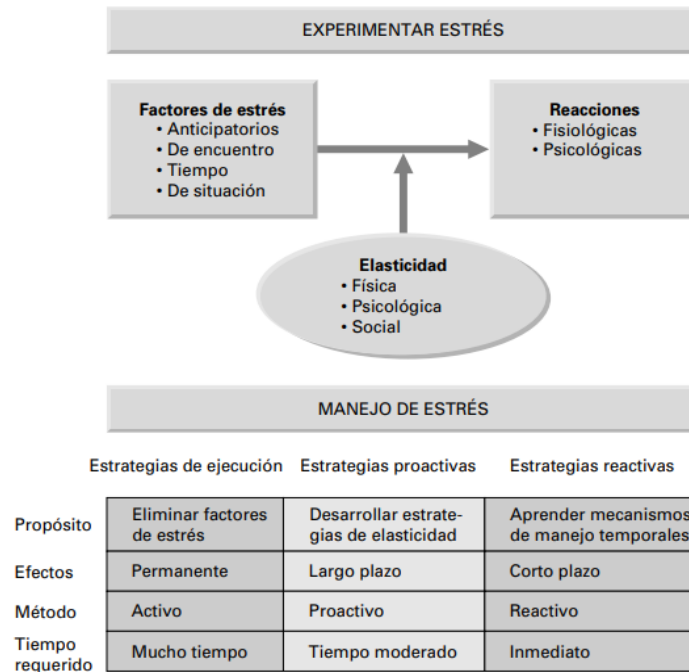 EXPERIMENTAR ESTRÉS
Factores de estrés
• Anticipatorios
• De encuentro
• Tiempo
• De situación
Reacciones
• Fisiológicas
• Psicológicas
Elasticidad
• Física
• Psicológica
• Social
MANEJO DE ESTRÉS
Estrategias de ejecución Estrategias proactivas Estrategias reactivas
Propósito
Eliminar factores
de estrés
Desarrollar estrate-
gias de elasticidad
Aprender mecanismos
de manejo temporales
Efectos Permanente Largo plazo Corto plazo
Método Activo Proactivo Reactivo
Tiempo
requerido
Mucho tiempo Tiempo moderado Inmediato